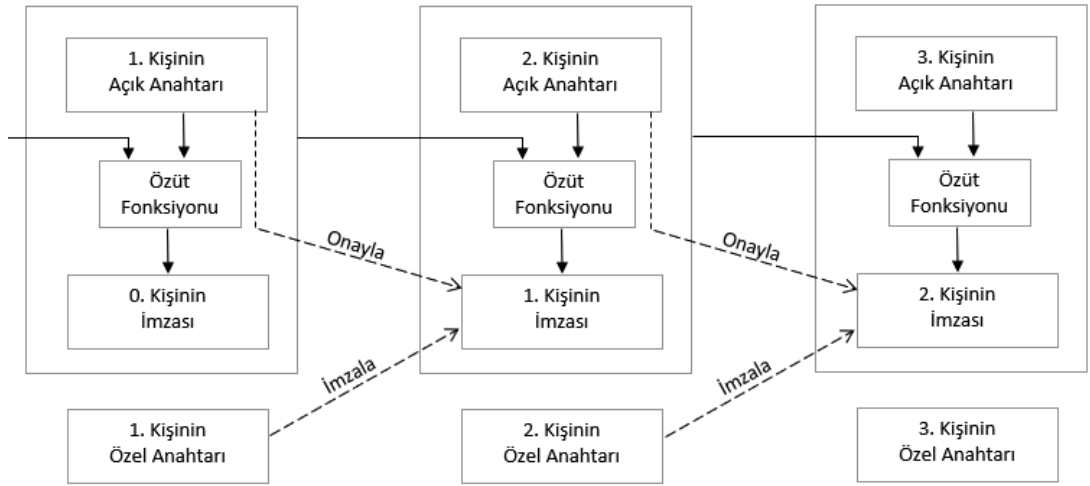 1. Kişinin
Açık Anahtarı
2. Kişinin
Açık Anahtarı
3. Kişinin
Açık Anahtarı
Özüt
Fonksiyonu
Özüt
Fonksiyonu
Özüt
Fonksiyonu
Onayla
Onayla
0. Kişinin
İmzası
1. Kişinin
İmzası
2. Kişinin
İmzası
İmzala
İmzala
1. Kişinin
Özel Anahtarı
2. Kişinin
Özel Anahtarı
3. Kişinin
Özel Anahtarı